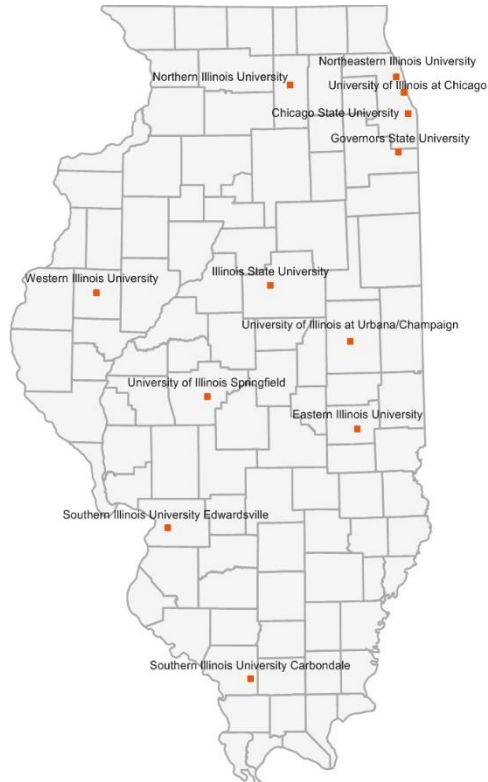 Northeastern Illinois University
Northern Illinois University
University of Illinois at Chicago
Chicago State University
Governors State University
Illinois State University
Western Illinois University
University of Illinois at Urbana/Champaign
University of Illinois Springfield
Eastern Illinois University
Southern Illinois University Edwardsville
Southern Illinois University Carbondale